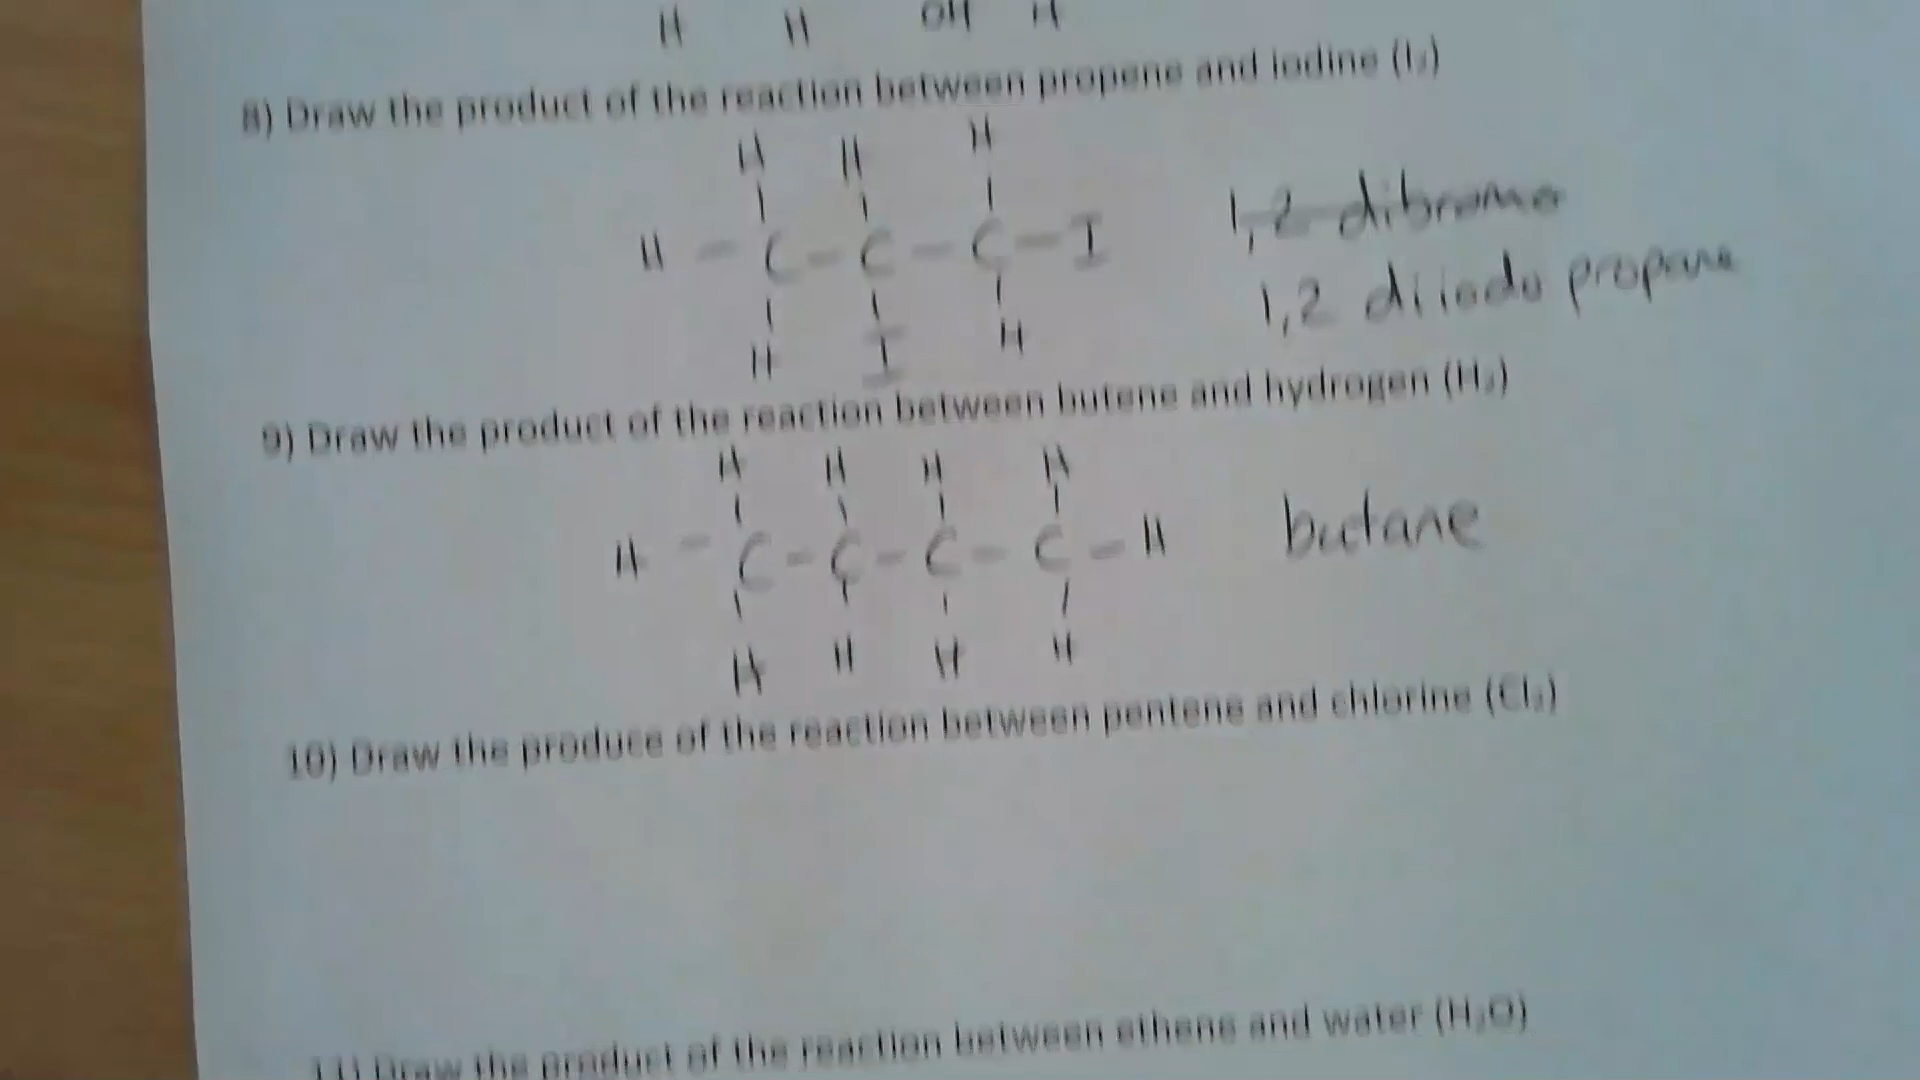 H H OH H
8) Draw the product of the reaction between propene and iodine (I₂)
H H H
H - C - C - C - I
H I H
1,2 dibromo
1,2 diiodo propane
9) Draw the product of the reaction between butene and hydrogen (H₂)
H H H H
H - C - C - C - C - H
H H H H
butane
10) Draw the produce of the reaction between pentene and chlorine (Cl₂)
11) Draw the product of the reaction between ethene and water (H₂O)